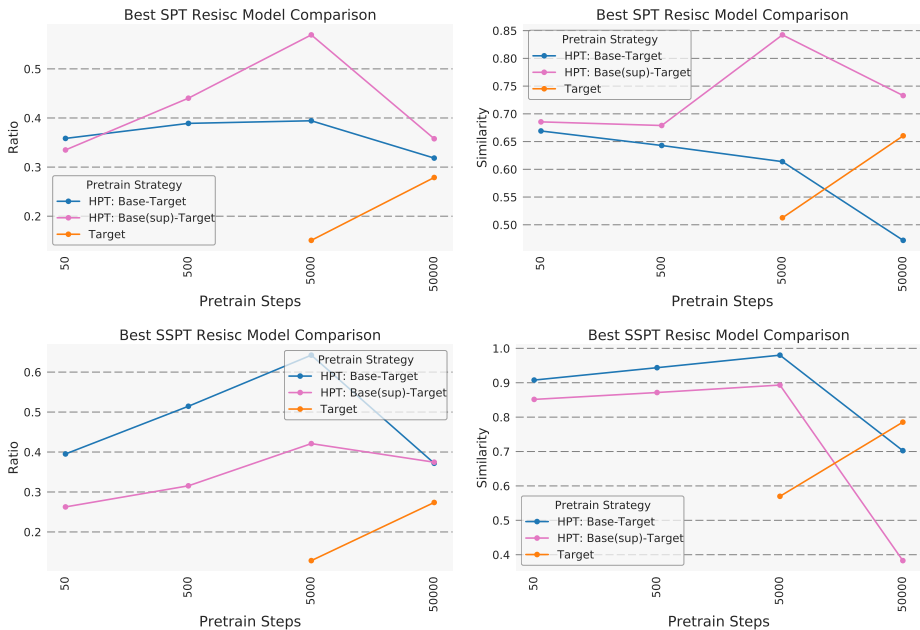 Best SPT Resisc Model Comparison
Ratio
0.5
0.4
0.3
0.2
Pretrain Strategy
HPT: Base-Target
HPT: Base(sup)-Target
Target
50
500
5000
50000
Pretrain Steps
Best SPT Resisc Model Comparison
Similarity
0.85
0.80
0.75
0.70
0.65
0.60
0.55
0.50
Pretrain Strategy
HPT: Base-Target
HPT: Base(sup)-Target
Target
50
500
5000
50000
Pretrain Steps
Best SSPT Resisc Model Comparison
Ratio
0.6
0.5
0.4
0.3
0.2
Pretrain Strategy
HPT: Base-Target
HPT: Base(sup)-Target
Target
50
500
5000
50000
Pretrain Steps
Best SSPT Resisc Model Comparison
Similarity
1.0
0.9
0.8
0.7
0.6
0.5
0.4
Pretrain Strategy
HPT: Base-Target
HPT: Base(sup)-Target
Target
50
500
5000
50000
Pretrain Steps